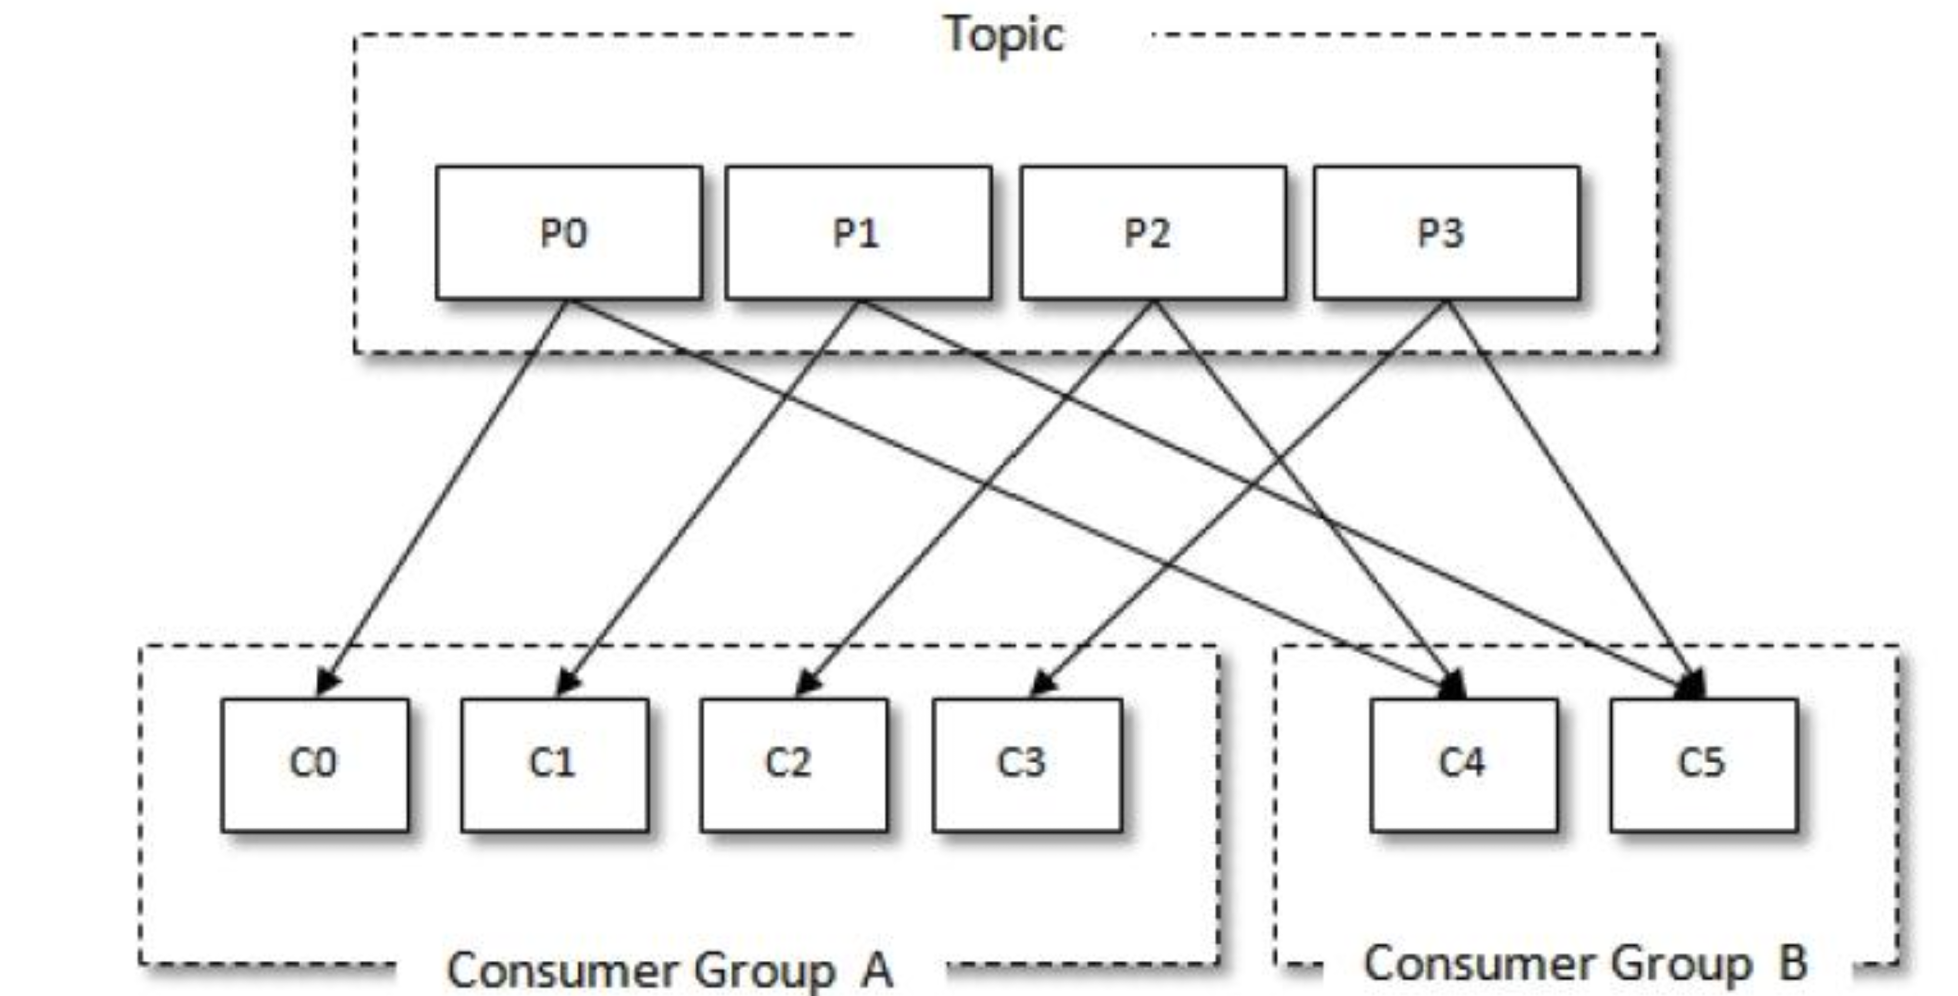 Topic
P0
P1
P2
P3
C0
C1
C2
C3
C4
C5
Consumer Group A
Consumer Group B